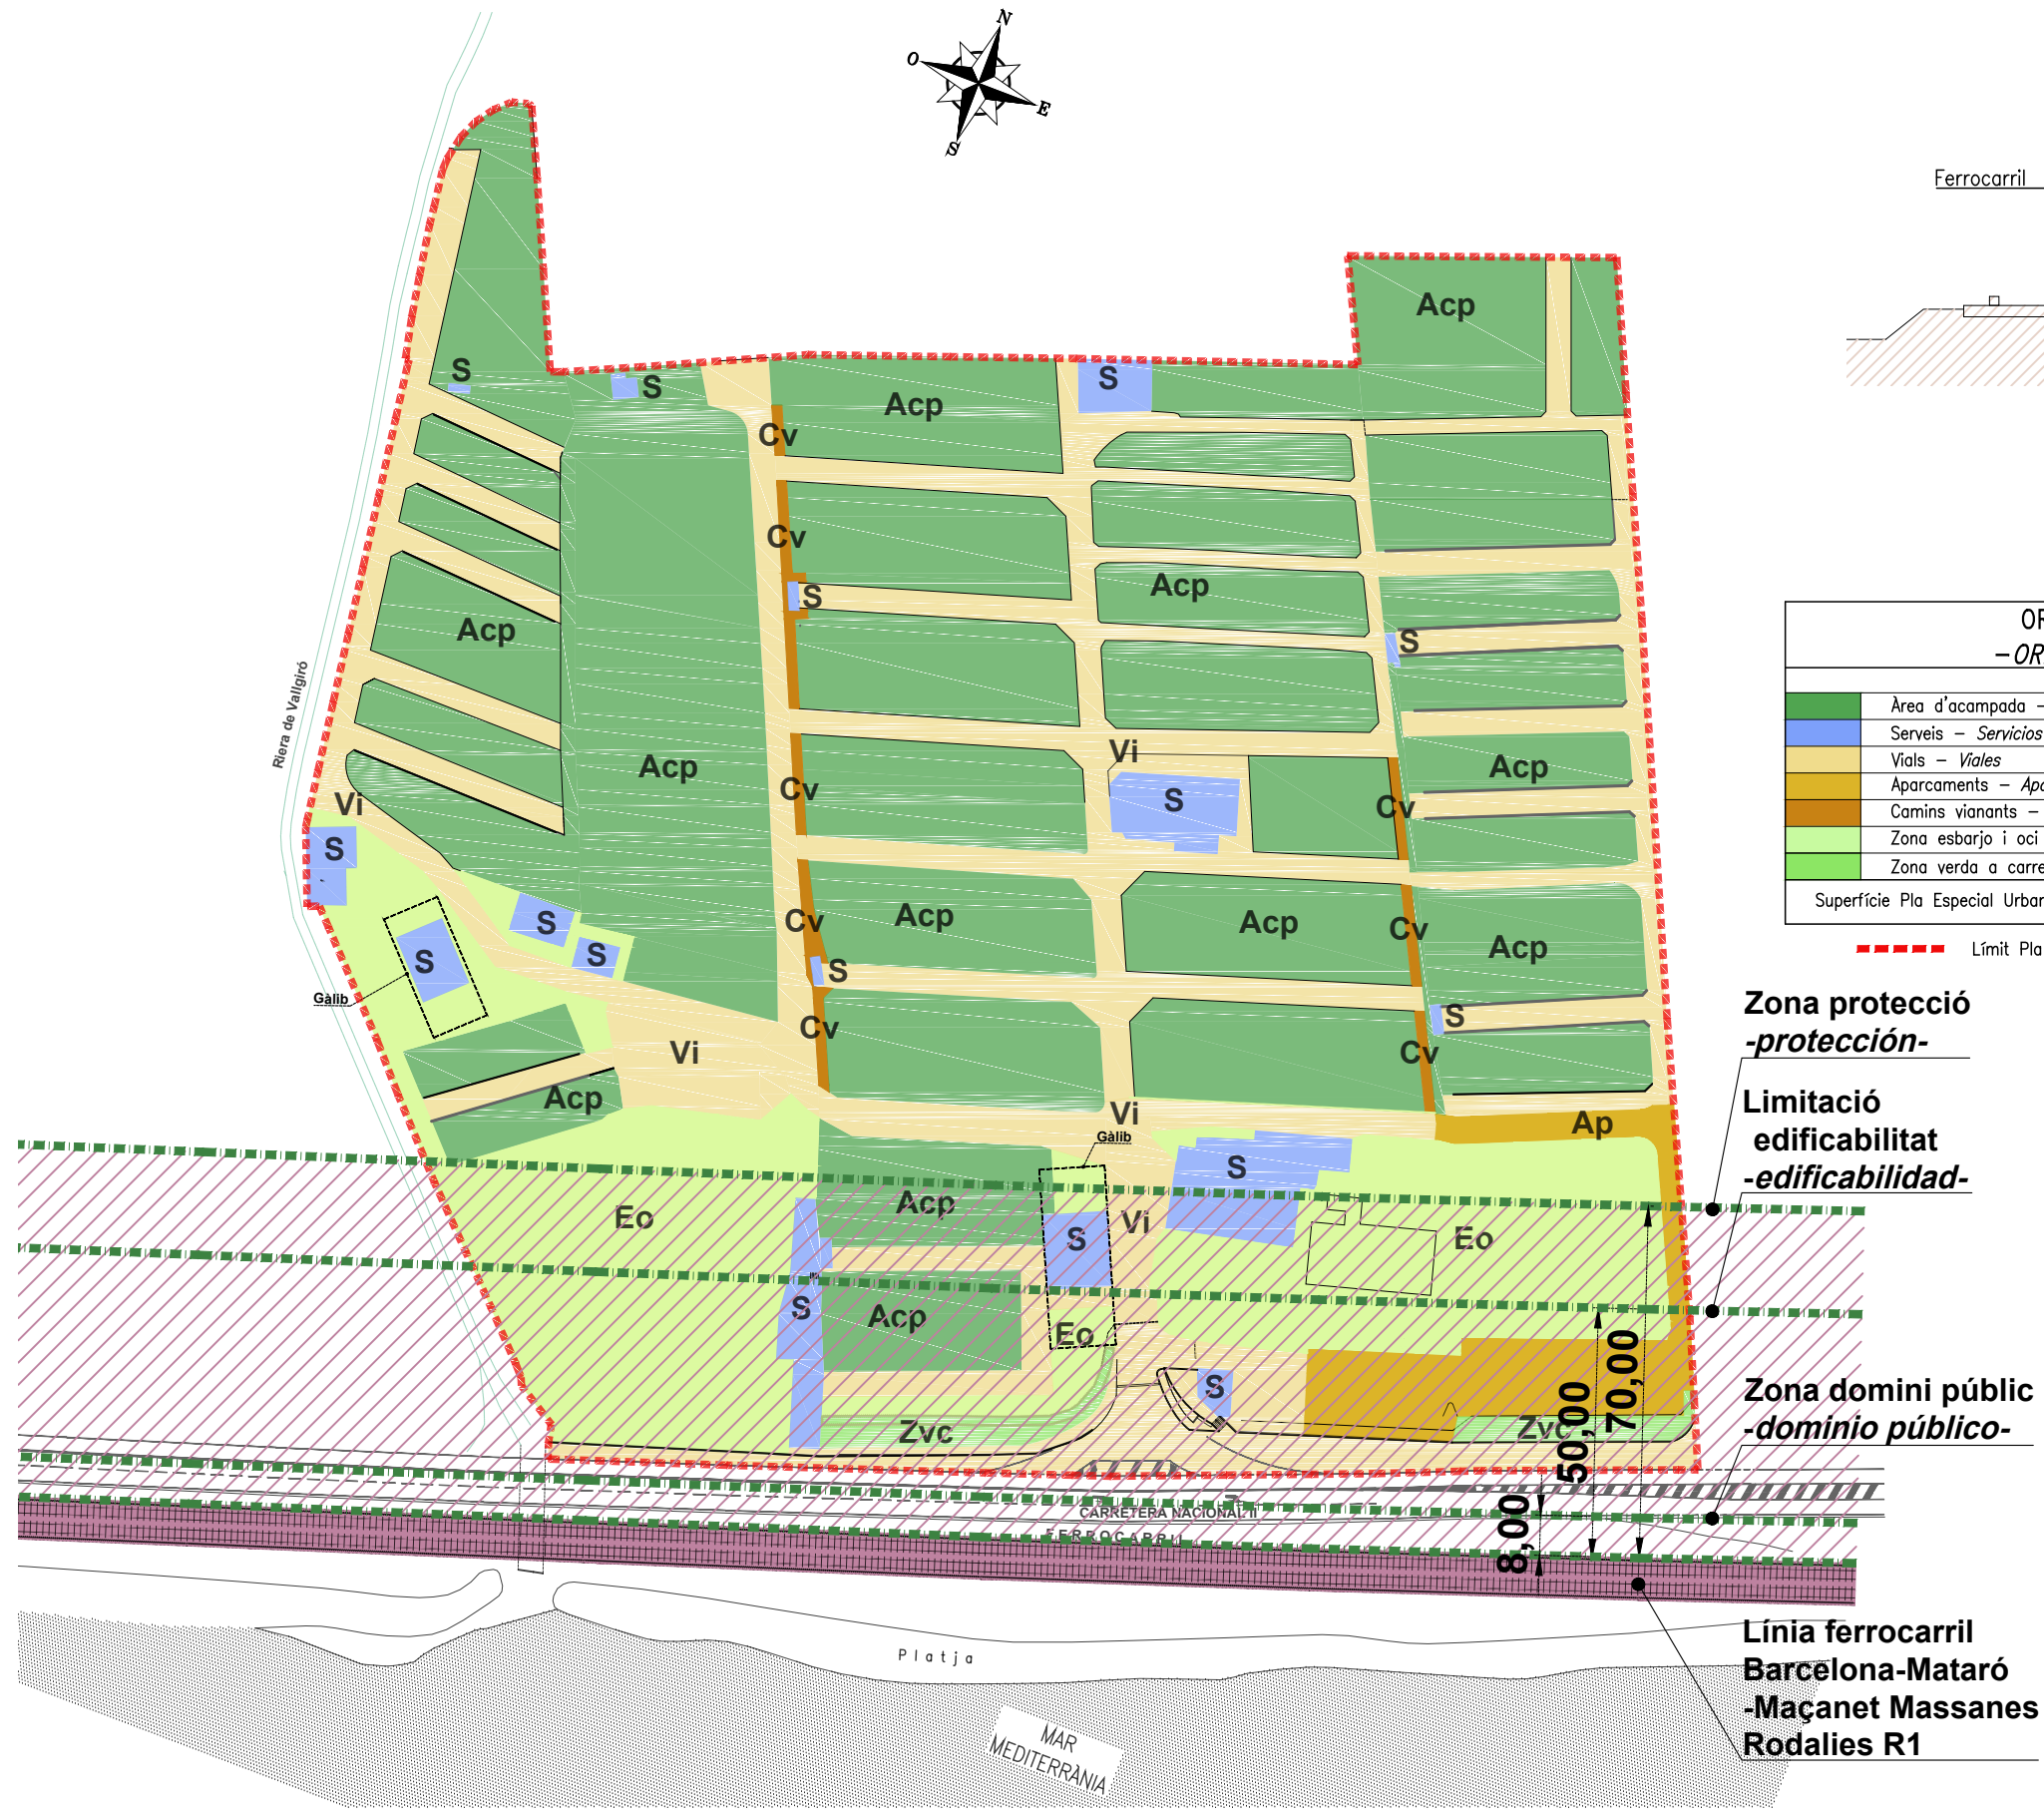 N
O
E
S
Ferrocarril
Acp
S
S
S
Acp
Cv
Cv
Acp
S
S
Acp
Riera de Vallgiró
Vi
Acp
Acp
S
Cv
Cv
Vi
S
S
Acp
Acp
Cv
Cv
Acp
S
S
S
S
Gàlib
S
Cv
Vi
Cv
Acp
Vi
Gàlib
Ap
S
Acp
Eo
Vi
S
Eo
S
Acp
Eo
S
Zvc
Zvc
-OR
Àrea d'acampada -
Serveis - Servicios
Vials - Viales
Aparcaments - Apa
Camins vianants -
Zona esbarjo i oci
Zona verda a carre
Superfície Pla Especial Urban
Límit Pla
Zona protecció
-protección-
Limitació
edificabilitat
-edificabilidad-
Zona domini públic
-dominio público-
70,00
50,00
8,00
CARRETERA NACIONAL II
FERROCARRIL
Línia ferrocarril
Barcelona-Mataró
-Maçanet Massanes
Rodalies R1
Platja
MAR
MEDITERRÀNIA